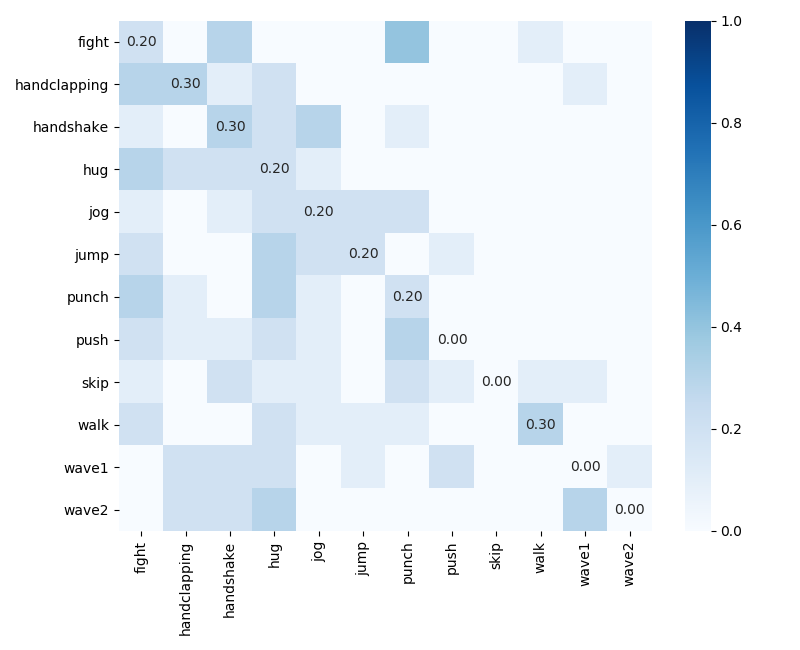 fight
handclapping
handshake
hug
jog
jump
punch
push
skip
walk
wave1
wave2
0.20
0.30
0.30
0.20
0.20
0.20
0.20
0.00
0.00
0.30
0.00
0.00
fight
handclapping
handshake
hug
jog
jump
punch
push
skip
walk
wave1
wave2
1.0
0.8
0.6
0.4
0.2
0.0